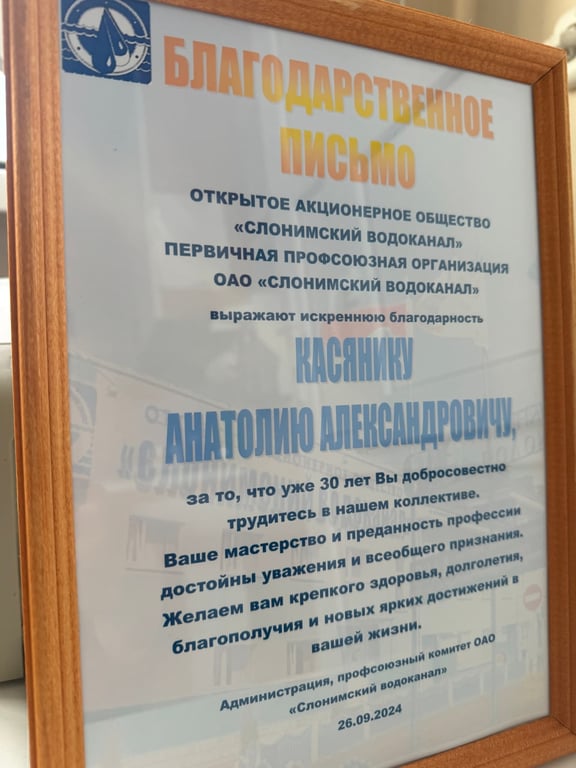 БЛАГОДАРСТВЕННОЕ
ПИСЬМО
ОТКРЫТОЕ АКЦИОНЕРНОЕ ОБЩЕСТВО
«СЛОНИМСКИЙ ВОДОКАНАЛ»
ПЕРВИЧНАЯ ПРОФСОЮЗНАЯ ОРГАНИЗАЦИЯ
ОАО «СЛОНИМСКИЙ ВОДОКАНАЛ»
выражают искреннюю благодарность
КАСЯНИКУ
АНАТОЛИЮ АЛЕКСАНДРОВИЧУ,
за то, что уже 30 лет Вы добросовестно
трудитесь в нашем коллективе.
Ваше мастерство и преданность профессии
достойны уважения и всеобщего признания.
Желаем вам крепкого здоровья, долголетия,
благополучия и новых ярких достижений в
вашей жизни.
Администрация, профсоюзный комитет ОАО
«Слонимский водоканал»
26.09.2024